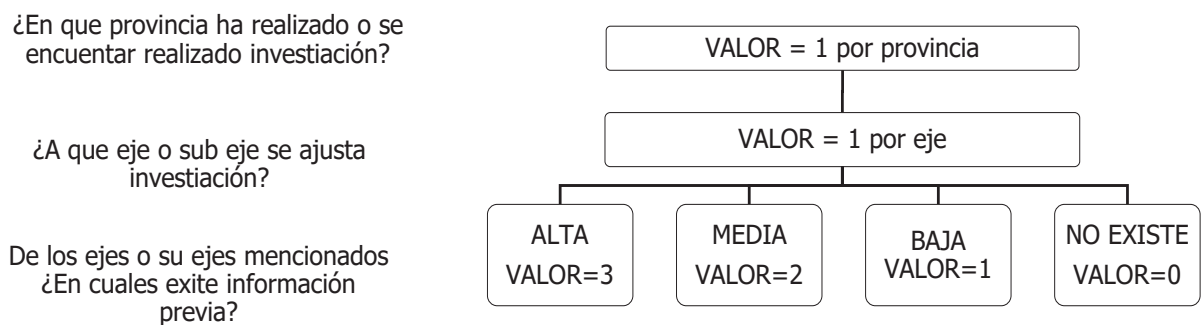 ¿En que provincia ha realizado o se
encuentar realizado investiación?
VALOR = 1 por provincia
¿A que eje o sub eje se ajusta
investiación?
VALOR = 1 por eje
De los ejes o su ejes mencionados
¿En cuales exite información
previa?
ALTA
VALOR=3
MEDIA
VALOR=2
BAJA
VALOR=1
NO EXISTE
VALOR=0